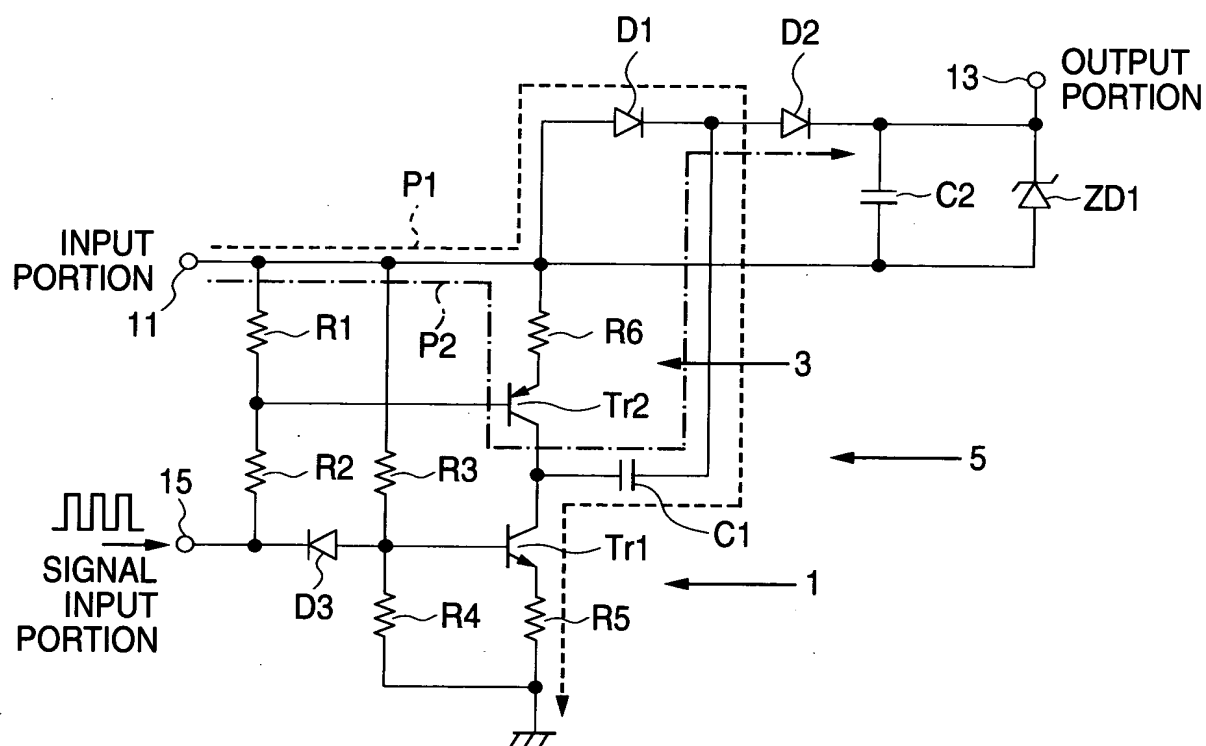 D1
D2
13
OUTPUT
PORTION
P1
C2
ZD1
INPUT
PORTION
11
R1
P2
R6
3
Tr2
R2
R3
5
15
C1
Tr1
SIGNAL
INPUT
PORTION
D3
R4
R5
1